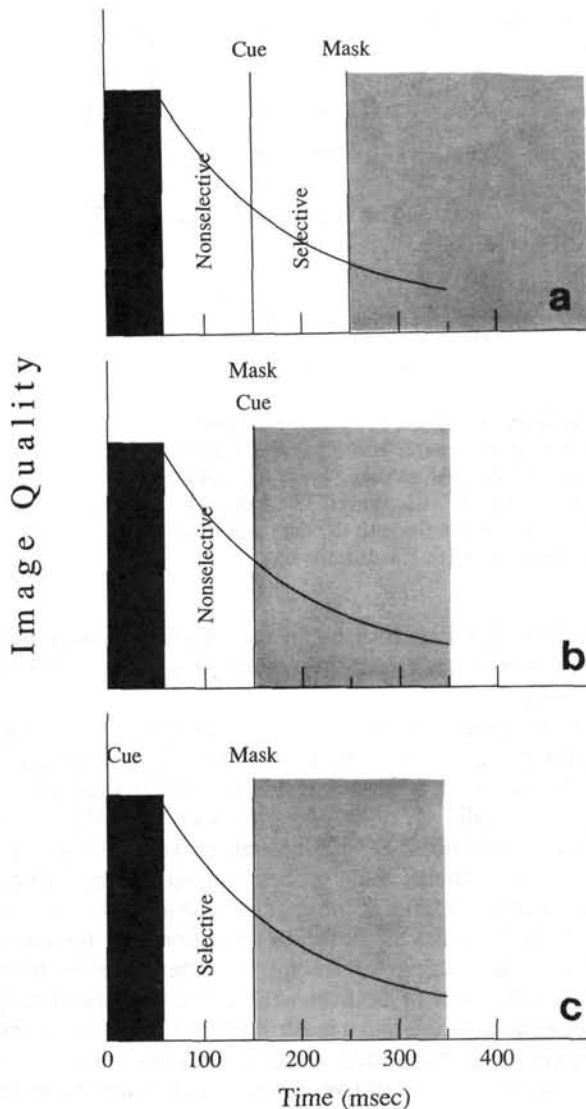 Cue Mask
Nonselective
Selective
a
Image Quality
Mask
Cue
Nonselective
b
Cue Mask
Selective
c
0 100 200 300 400
Time (msec)